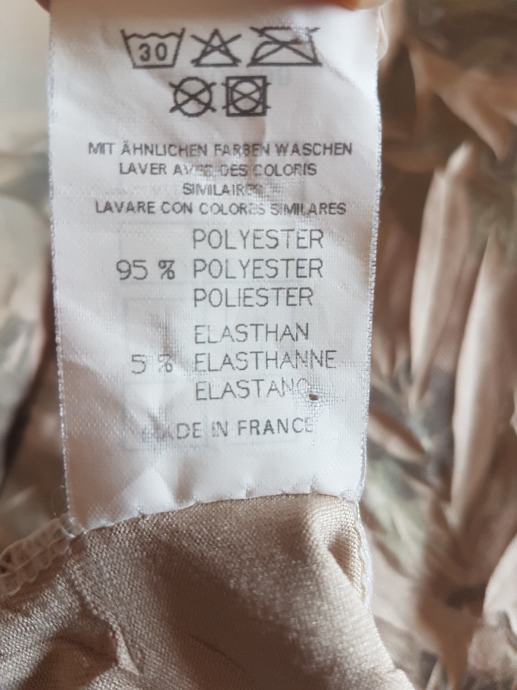 30
MIT ÄHNLICHEN FARBEN WASCHEN
LAVER AVEC DES COLORIS
SIMILAIRES
LAVARE CON COLORES SIMILARES
POLYESTER
95 % POLYESTER
POLIESTER
ELASTHAN
5 % ELASTHANNE
ELASTANO
MADE IN FRANCE